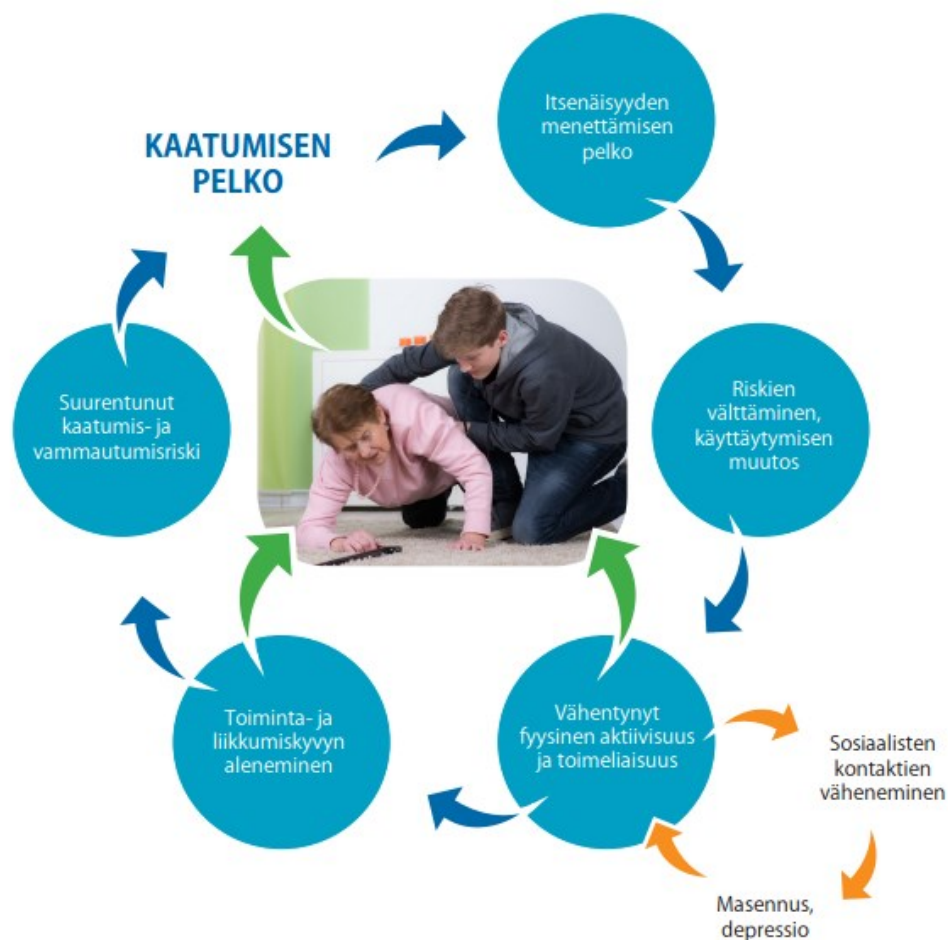 KAATUMISEN
PELKO
Itsenäisyyden
menettämisen
pelko
Riskien
välttäminen,
käyttäytymisen
muutos
Vähentynyt
fyysinen aktiivisuus
ja toimeliaisuus
Sosiaalisten
kontaktien
väheneminen
Masennus,
depressio
Toiminta- ja
liikkumiskyvyn
aleneminen
Suurentunut
kaatumis- ja
vammautumisriski